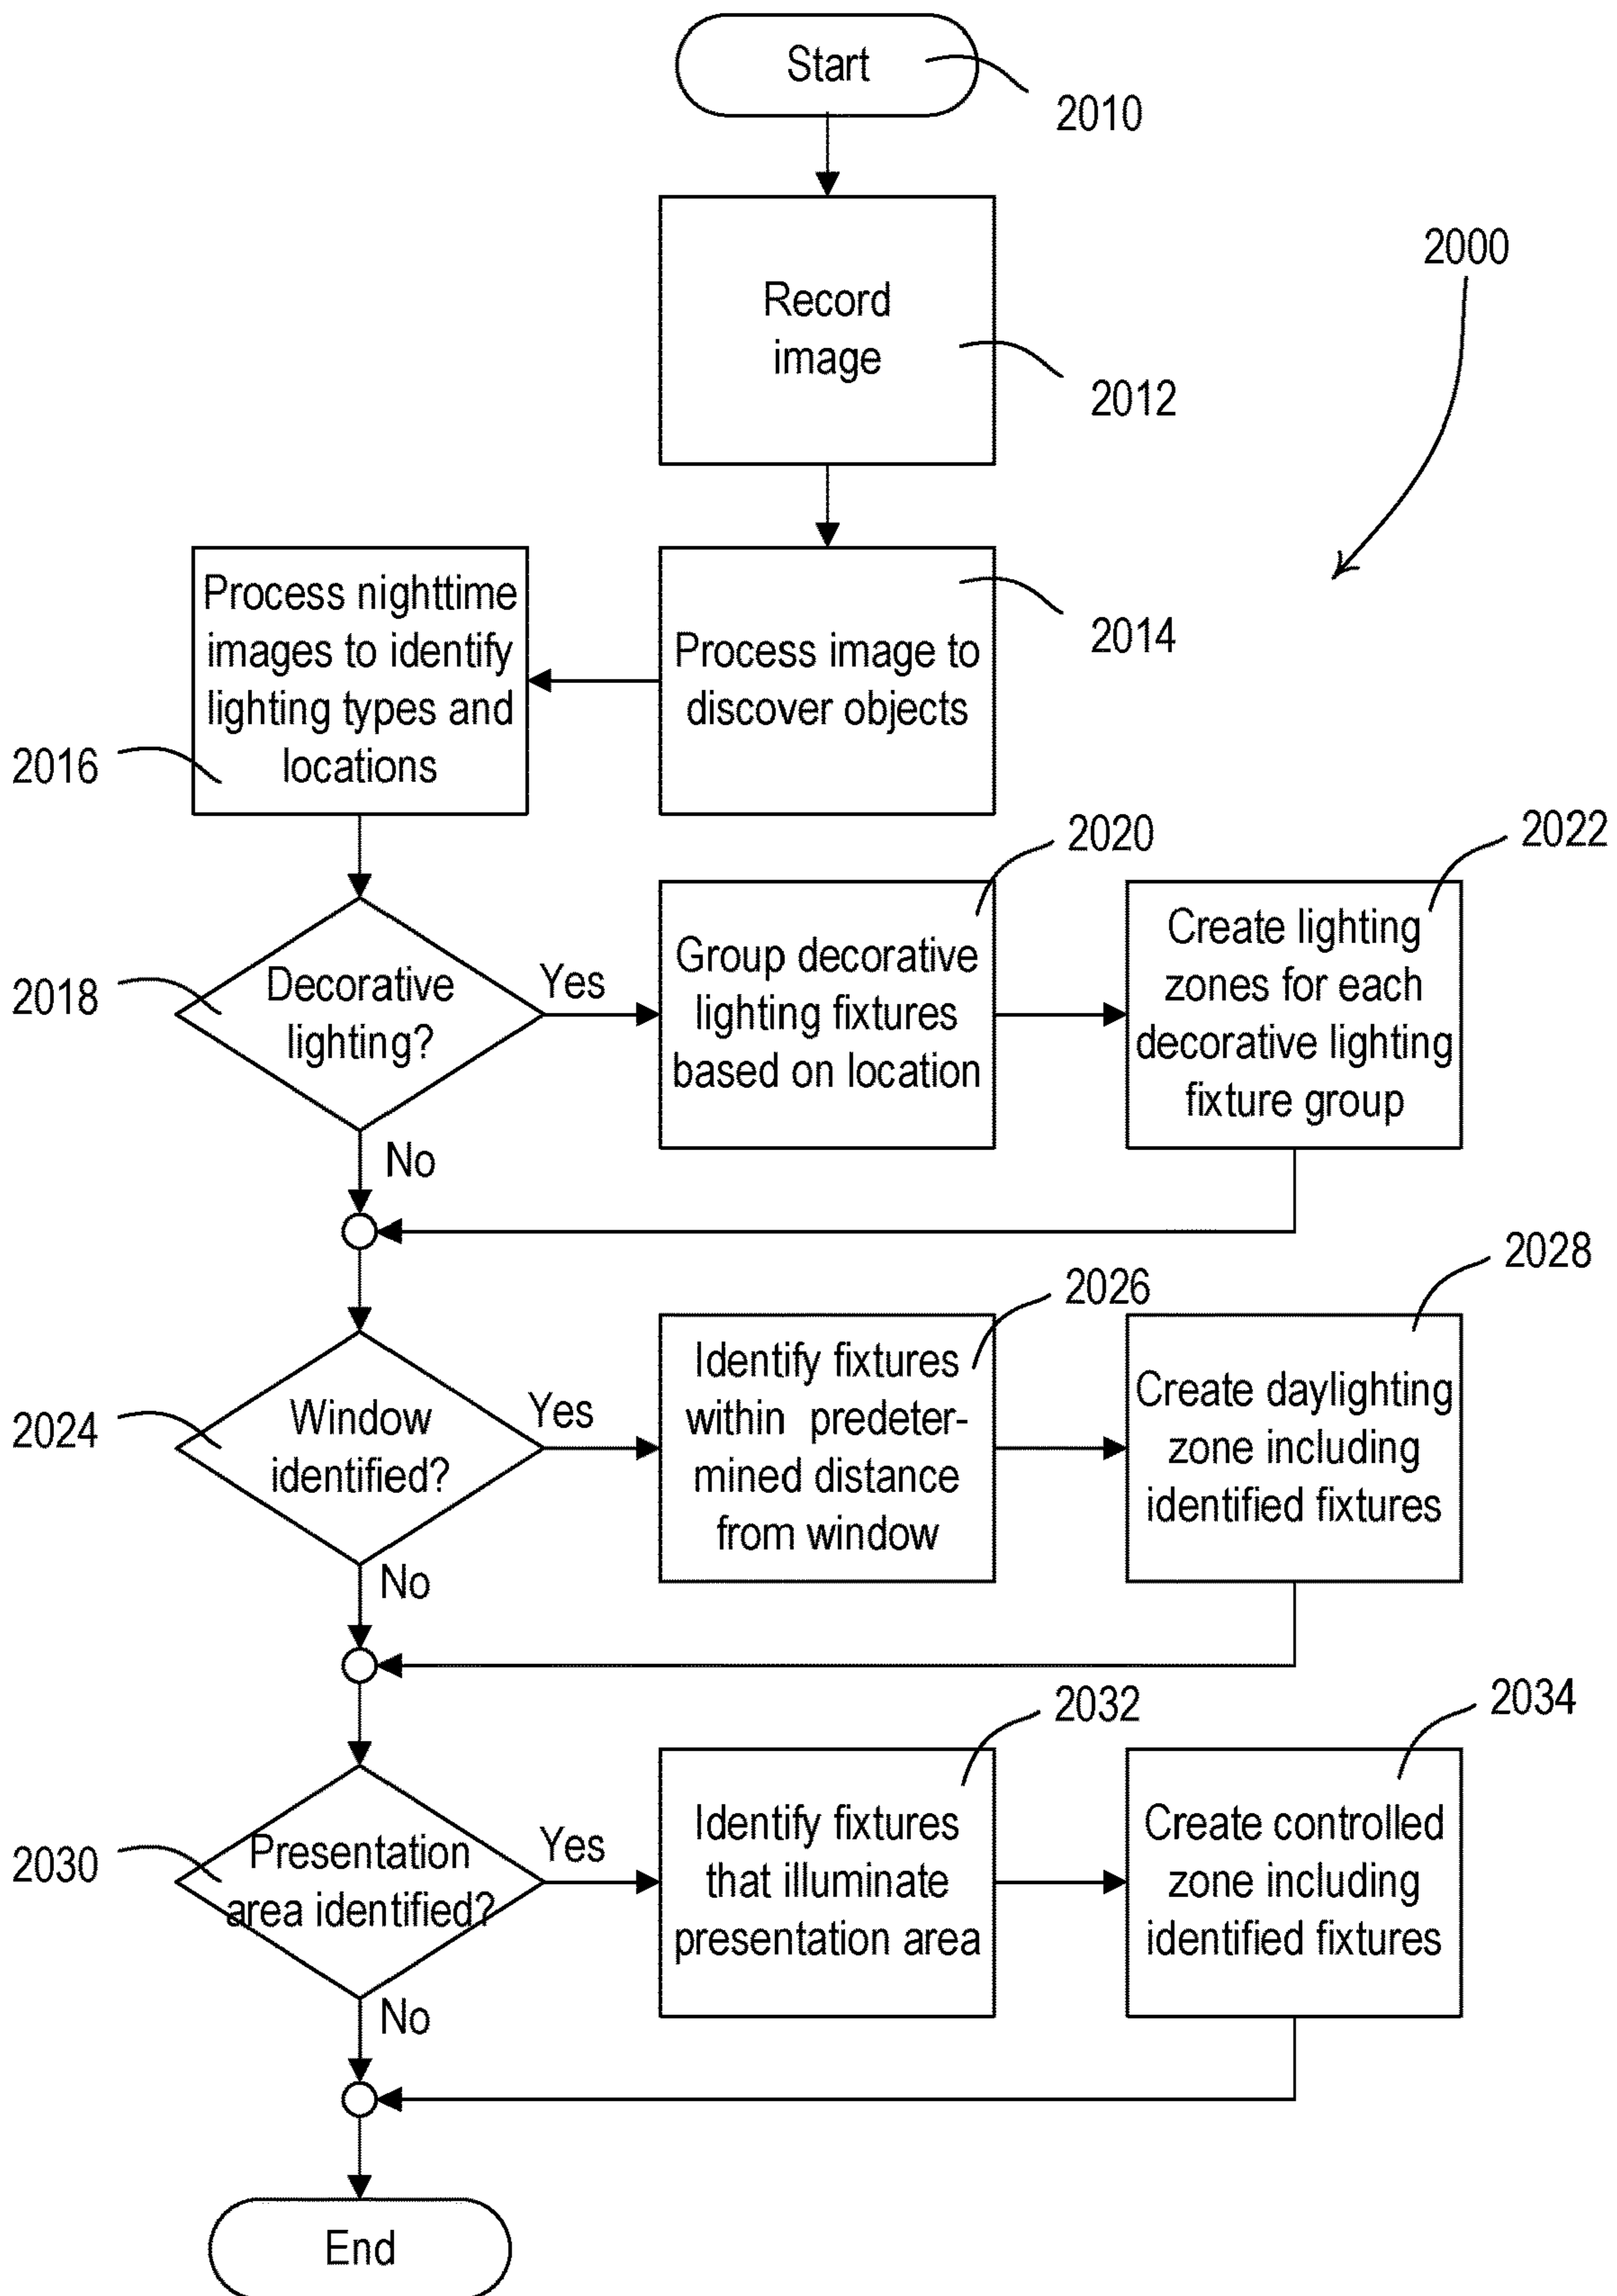 Start
2010
2000
Record
image
2012
Process nighttime
images to identify
lighting types and
locations
2016
Process image to
discover objects
2014
2018
Decorative
lighting?
Yes
No
2020
Group decorative
lighting fixtures
based on location
2022
Create lighting
zones for each
decorative lighting
fixture group
2024
Window
identified?
Yes
No
2026
Identify fixtures
within predeter-
mined distance
from window
2028
Create daylighting
zone including
identified fixtures
2030
Presentation
area identified?
Yes
No
2032
Identify fixtures
that illuminate
presentation area
2034
Create controlled
zone including
identified fixtures
End